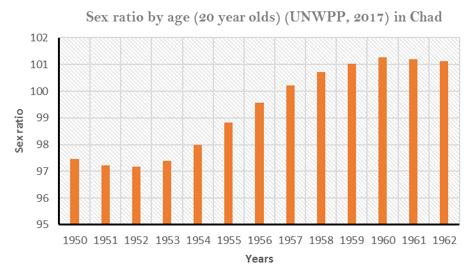 Sex ratio by age (20 year olds) (UNWPP, 2017) in Chad
102
101
100
99
98
97
96
95
Sex ratio
1950 1951 1952 1953 1954 1955 1956 1957 1958 1959 1960 1961 1962
Years